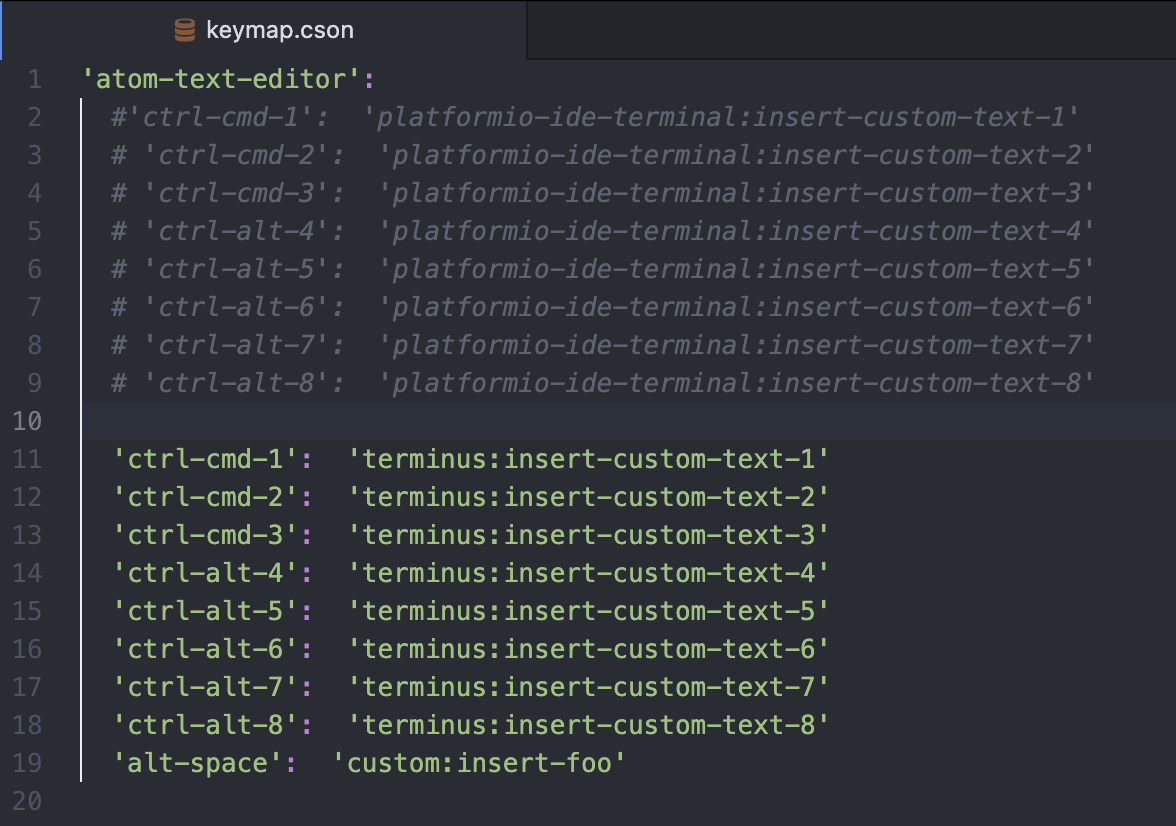 keymap.cson
1 'atom-text-editor':
2 #'ctrl-cmd-1':  'platformio-ide-terminal:insert-custom-text-1'
3 # 'ctrl-cmd-2':  'platformio-ide-terminal:insert-custom-text-2'
4 # 'ctrl-cmd-3':  'platformio-ide-terminal:insert-custom-text-3'
5 # 'ctrl-alt-4':  'platformio-ide-terminal:insert-custom-text-4'
6 # 'ctrl-alt-5':  'platformio-ide-terminal:insert-custom-text-5'
7 # 'ctrl-alt-6':  'platformio-ide-terminal:insert-custom-text-6'
8 # 'ctrl-alt-7':  'platformio-ide-terminal:insert-custom-text-7'
9 # 'ctrl-alt-8':  'platformio-ide-terminal:insert-custom-text-8'
10
11 'ctrl-cmd-1':  'terminus:insert-custom-text-1'
12 'ctrl-cmd-2':  'terminus:insert-custom-text-2'
13 'ctrl-cmd-3':  'terminus:insert-custom-text-3'
14 'ctrl-alt-4':  'terminus:insert-custom-text-4'
15 'ctrl-alt-5':  'terminus:insert-custom-text-5'
16 'ctrl-alt-6':  'terminus:insert-custom-text-6'
17 'ctrl-alt-7':  'terminus:insert-custom-text-7'
18 'ctrl-alt-8':  'terminus:insert-custom-text-8'
19 'alt-space':  'custom:insert-foo'
20